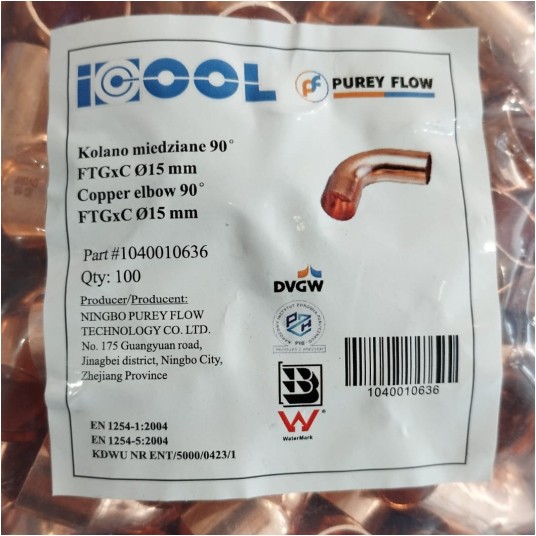 ICOOL
PF PUREY FLOW
Kolano miedziane 90°
FTGxC Ø15 mm
Copper elbow 90°
FTGxC Ø15 mm
Part #1040010636
Qty: 100
Producer/Producent:
NINGBO PUREY FLOW
TECHNOLOGY CO. LTD.
No. 175 Guangyuan road,
Jinagbei district, Ningbo City,
Zhejiang Province
DVGW
PZH
B
W
WaterMark
1040010636
EN 1254-1:2004
EN 1254-5:2004
KDWU NR ENT/5000/0423/1